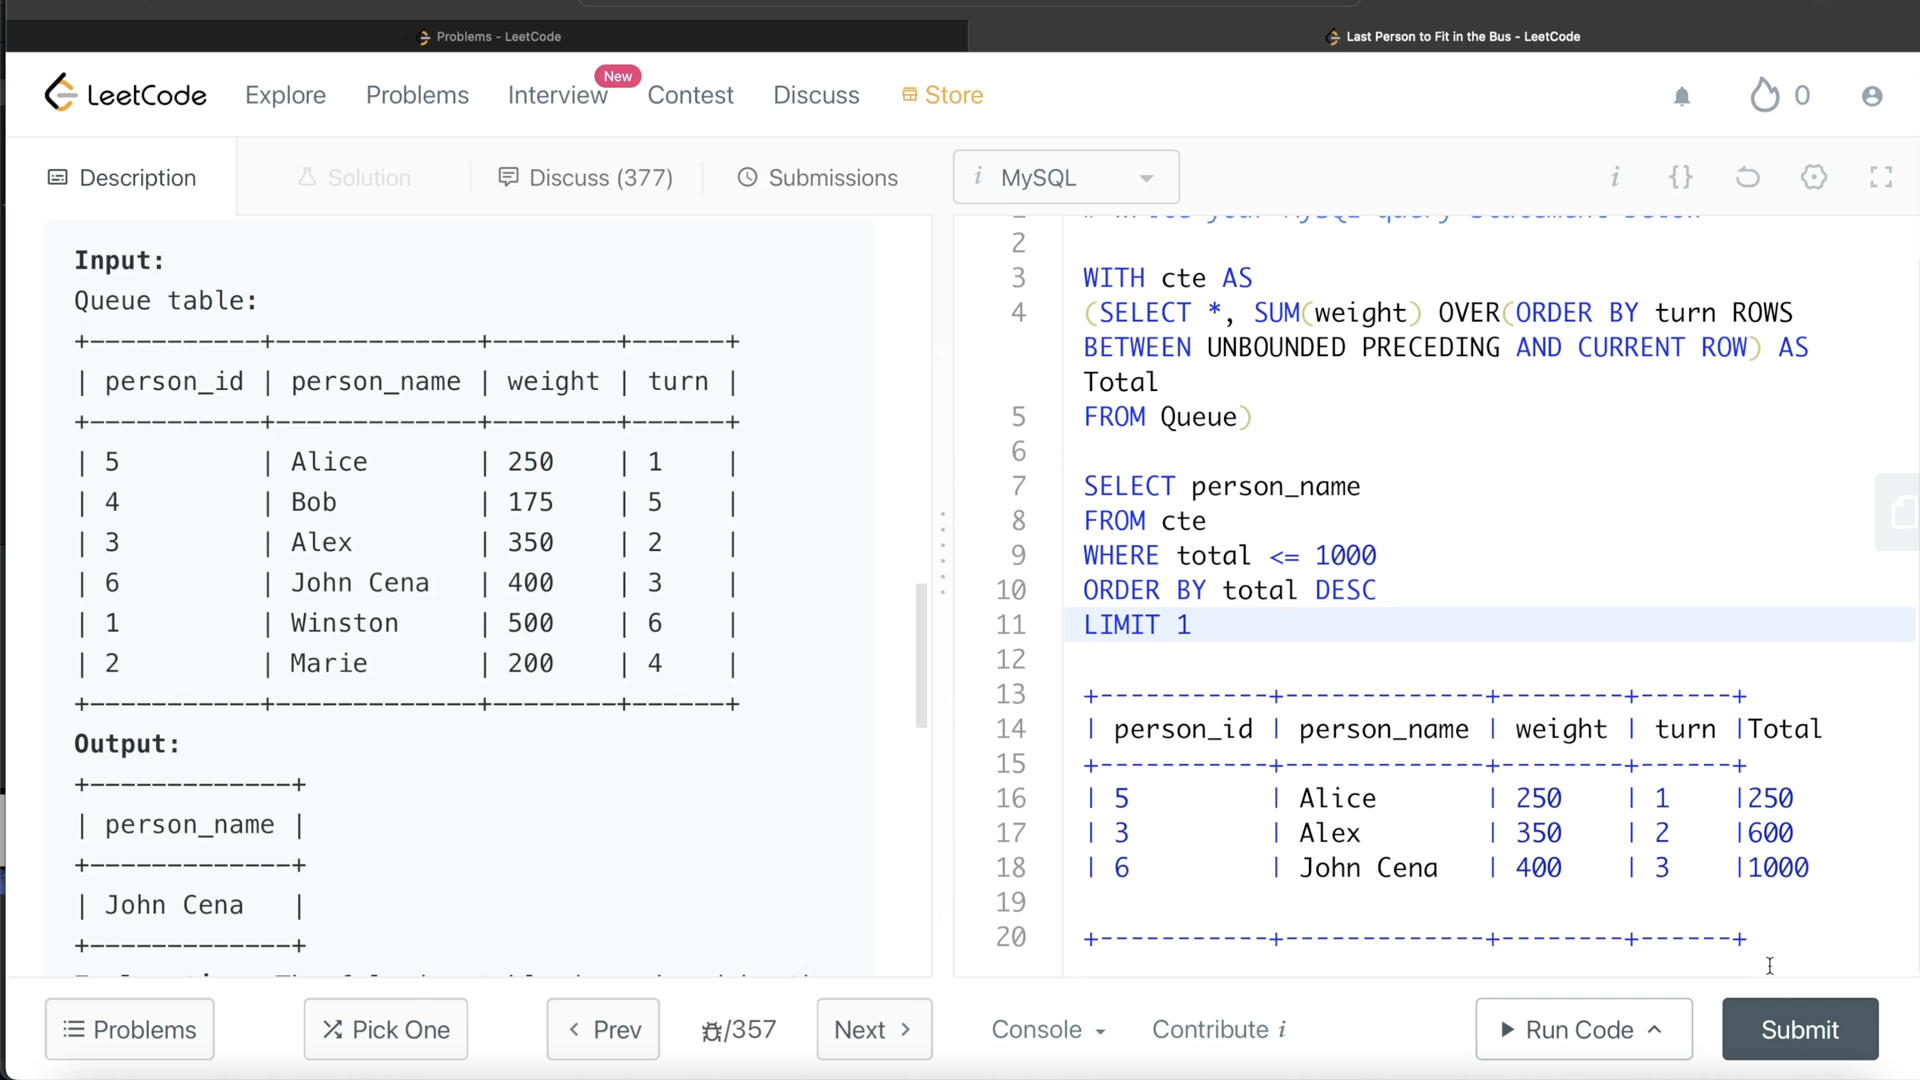 Problems - LeetCode
Last Person to Fit in the Bus - LeetCode
LeetCode Explore Problems Interview New Contest Discuss Store 0
Description Solution Discuss (377) Submissions
i MySQL i {}
Input:
Queue table:
+-----------+-------------+--------+------+
| person_id | person_name | weight | turn |
+-----------+-------------+--------+------+
| 5 | Alice | 250 | 1 |
| 4 | Bob | 175 | 5 |
| 3 | Alex | 350 | 2 |
| 6 | John Cena | 400 | 3 |
| 1 | Winston | 500 | 6 |
| 2 | Marie | 200 | 4 |
+-----------+-------------+--------+------+
Output:
+-------------+
| person_name |
+-------------+
| John Cena |
+-------------+
2
3 WITH cte AS
4 (SELECT *, SUM(weight) OVER(ORDER BY turn ROWS
BETWEEN UNBOUNDED PRECEDING AND CURRENT ROW) AS
Total
5 FROM Queue)
6
7 SELECT person_name
8 FROM cte
9 WHERE total <= 1000
10 ORDER BY total DESC
11 LIMIT 1
12
13 +-----------+-------------+--------+------+
14 | person_id | person_name | weight | turn |Total
15 +-----------+-------------+--------+------+
16 | 5 | Alice | 250 | 1 |250
17 | 3 | Alex | 350 | 2 |600
18 | 6 | John Cena | 400 | 3 |1000
19
20 +-----------+-------------+--------+------+
Problems Pick One Prev /357 Next Console Contribute i Run Code Submit